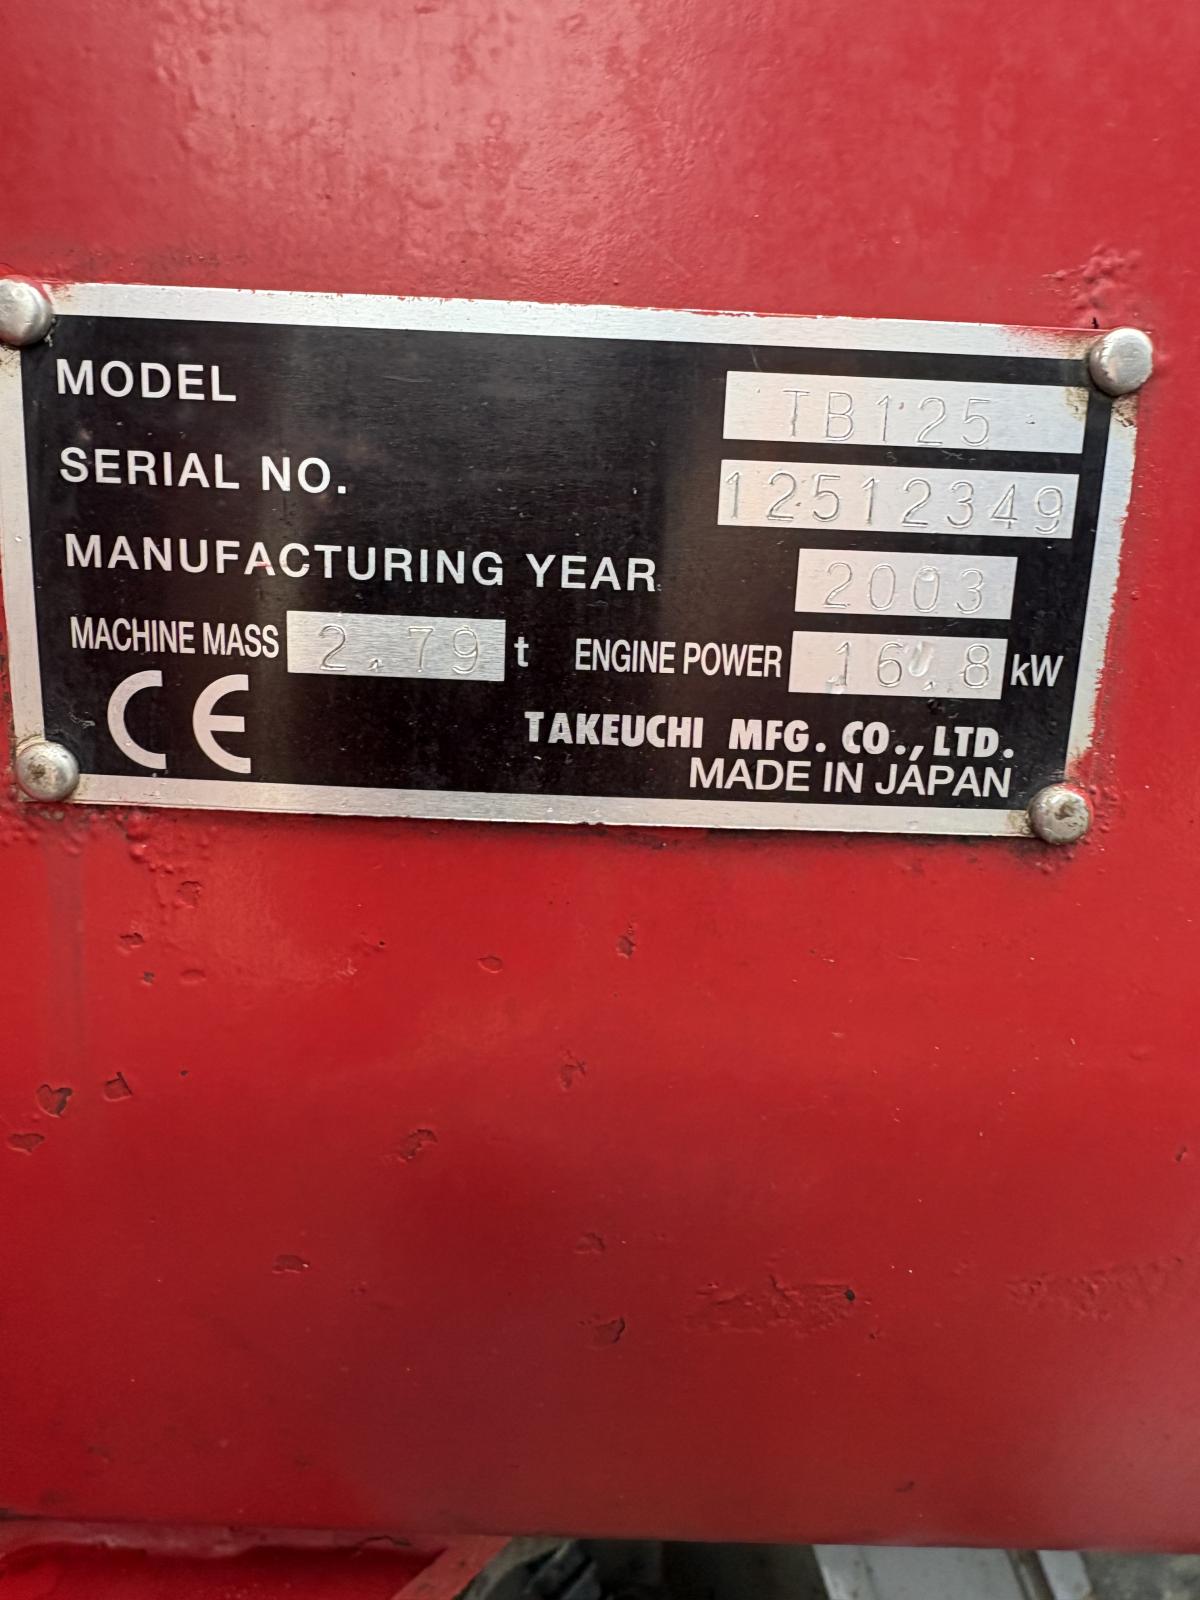 MODEL TB125
SERIAL NO. 12512349
MANUFACTURING YEAR 2003
MACHINE MASS 2.79 t ENGINE POWER 16.8 kW
CE TAKEUCHI MFG. CO., LTD.
MADE IN JAPAN